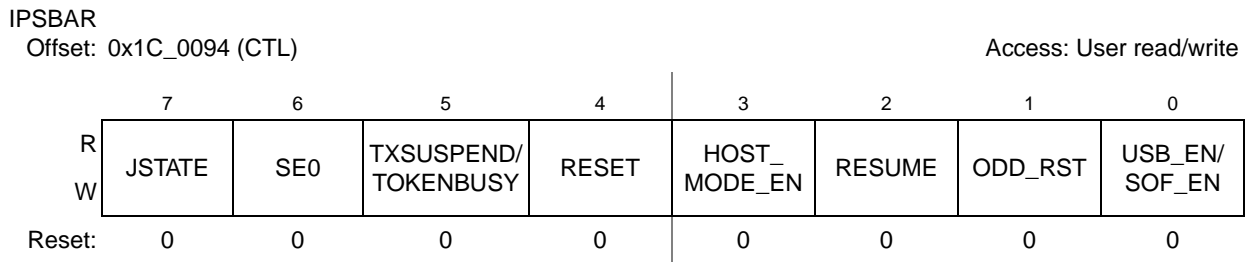 IPSBAR
Offset: 0x1C_0094 (CTL) Access: User read/write
7 6 5 4 3 2 1 0
R
W
JSTATE SE0 TXSUSPEND/
TOKENBUSY RESET HOST_
MODE_EN RESUME ODD_RST USB_EN/
SOF_EN
Reset: 0 0 0 0 0 0 0 0